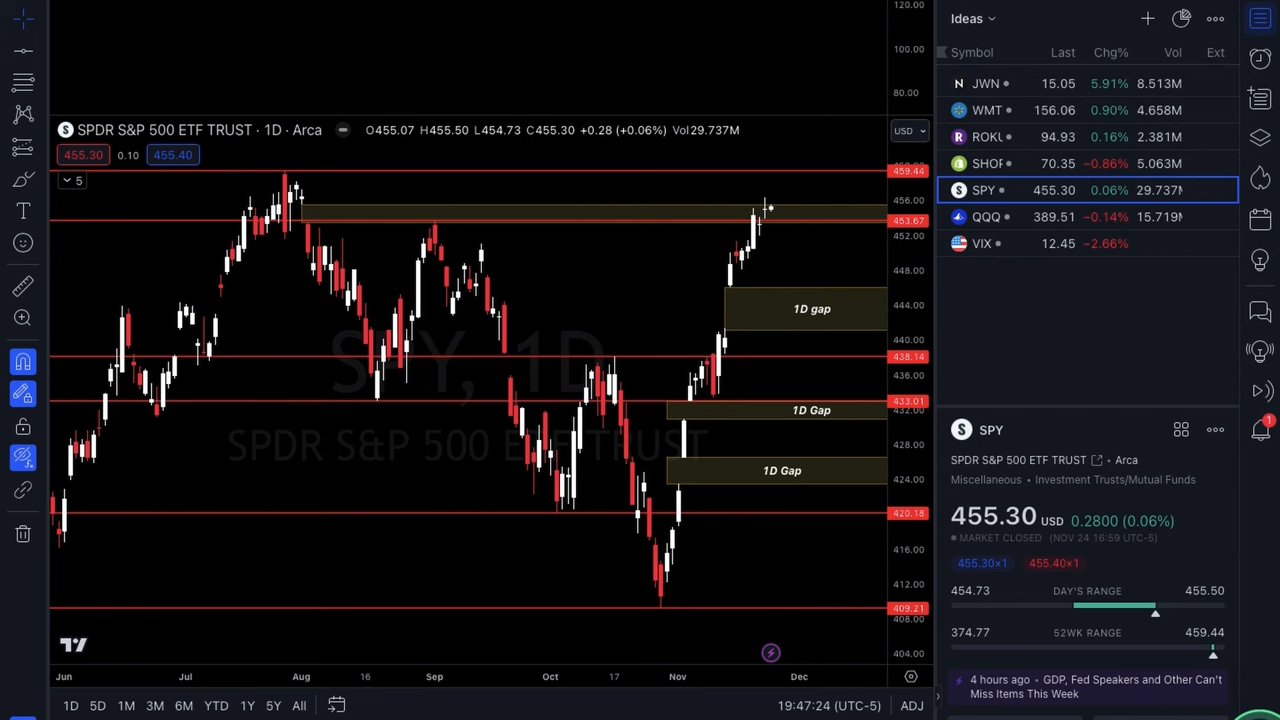 120.00
100.00
80.00
SPDR S&P 500 ETF TRUST · 1D · Arca
O455.07 H455.50 L454.73 C455.30 +0.28 (+0.06%) Vol29.737M
USD
455.30 0.10 455.40
5
459.44
456.00
453.67
452.00
448.00
444.00
440.00
438.14
436.00
433.01
432.00
428.00
424.00
420.18
416.00
412.00
409.21
408.00
404.00
1D gap
1D Gap
1D Gap
SPY, 1D
SPDR S&P 500 ETF TRUST
Jun Jul Aug 16 Sep Oct 17 Nov Dec
1D 5D 1M 3M 6M YTD 1Y 5Y All
19:47:24 (UTC-5) ADJ
Ideas
Symbol Last Chg% Vol Ext
N JWN 15.05 5.91% 8.513M
WMT 156.06 0.90% 4.658M
R ROKU 94.93 0.16% 2.381M
SHOP 70.35 −0.86% 5.063M
S SPY 455.30 0.06% 29.737M
QQQ 389.51 −0.14% 15.719M
VIX 12.45 −2.66%
1
S SPY
SPDR S&P 500 ETF TRUST • Arca
Miscellaneous • Investment Trusts/Mutual Funds
455.30 USD 0.2800 (0.06%)
MARKET CLOSED (NOV 24 16:59 UTC-5)
455.30×1 455.40×1
454.73 DAY'S RANGE 455.50
374.77 52WK RANGE 459.44
4 hours ago • GDP, Fed Speakers and Other Can't
Miss Items This Week